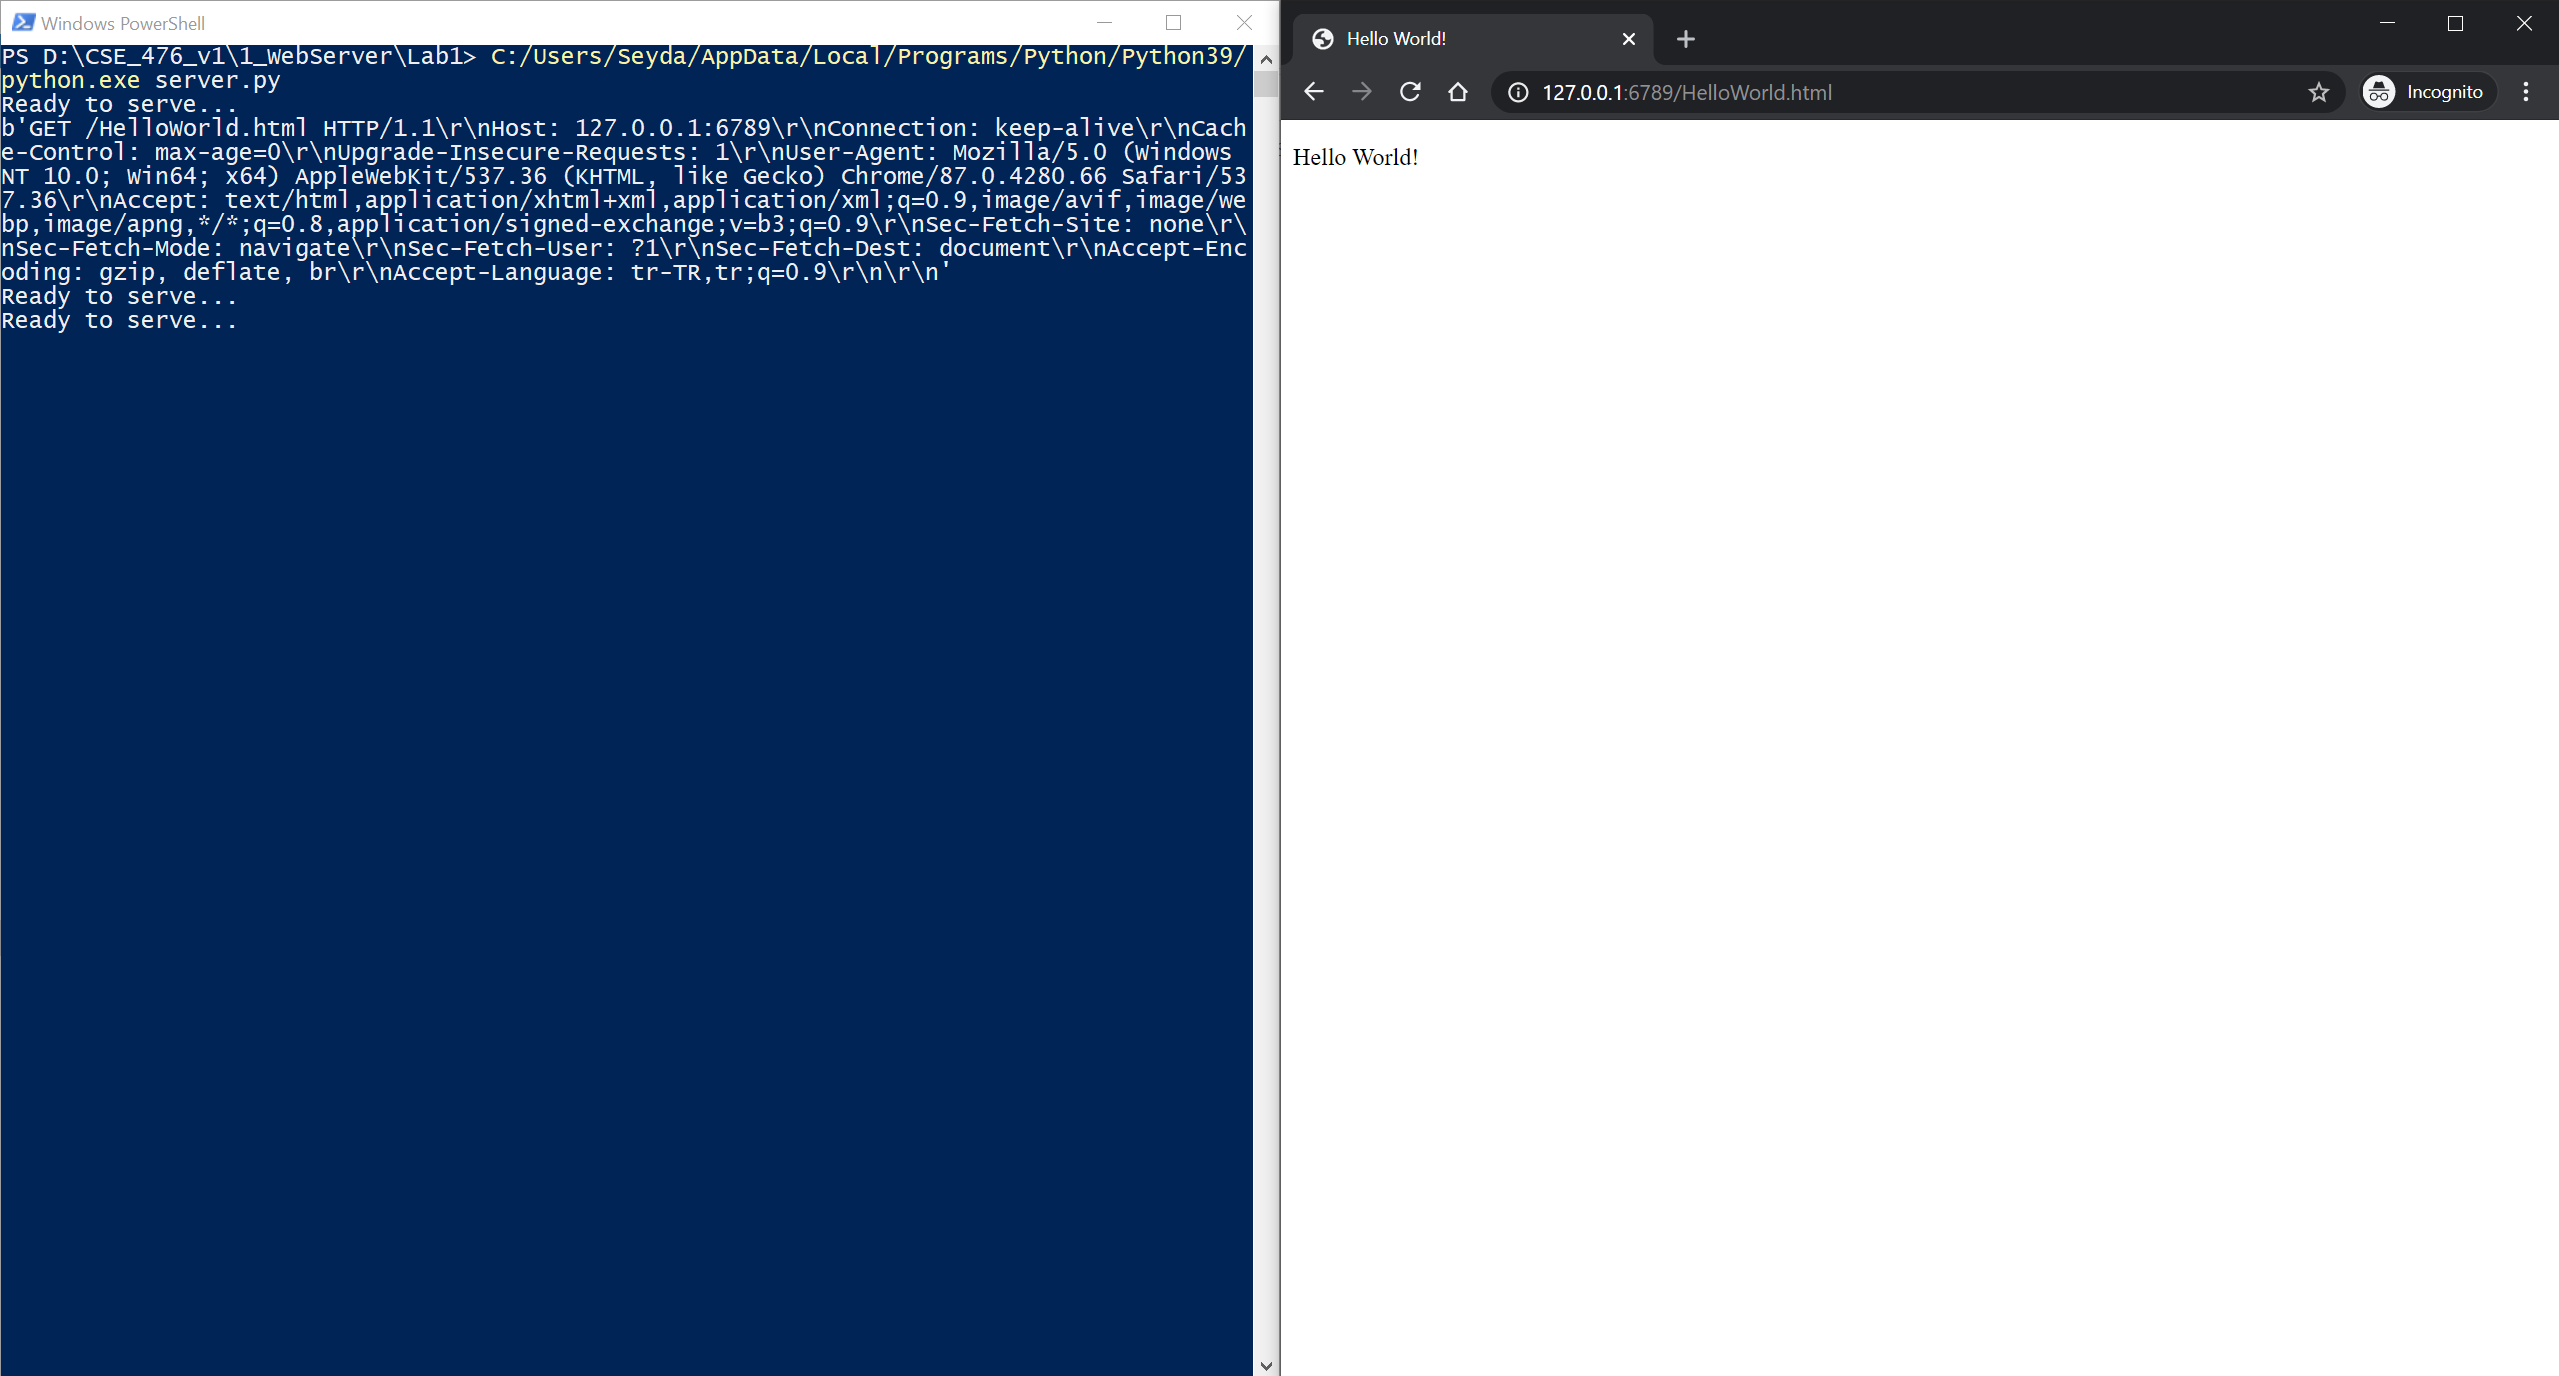 Windows PowerShell
PS D:\CSE_476_v1\1_WebServer\Lab1> C:/Users/Seyda/AppData/Local/Programs/Python/Python39/
python.exe server.py
Ready to serve...
b'GET /HelloWorld.html HTTP/1.1\r\nHost: 127.0.0.1:6789\r\nConnection: keep-alive\r\nCach
e-Control: max-age=0\r\nUpgrade-Insecure-Requests: 1\r\nUser-Agent: Mozilla/5.0 (Windows
NT 10.0; Win64; x64) AppleWebKit/537.36 (KHTML, like Gecko) Chrome/87.0.4280.66 Safari/53
7.36\r\nAccept: text/html,application/xhtml+xml,application/xml;q=0.9,image/avif,image/we
bp,image/apng,*/*;q=0.8,application/signed-exchange;v=b3;q=0.9\r\nSec-Fetch-Site: none\r\
nSec-Fetch-Mode: navigate\r\nSec-Fetch-User: ?1\r\nSec-Fetch-Dest: document\r\nAccept-Enc
oding: gzip, deflate, br\r\nAccept-Language: tr-TR,tr;q=0.9\r\n\r\n'
Ready to serve...
Ready to serve...
Hello World!
127.0.0.1:6789/HelloWorld.html
Incognito
Hello World!